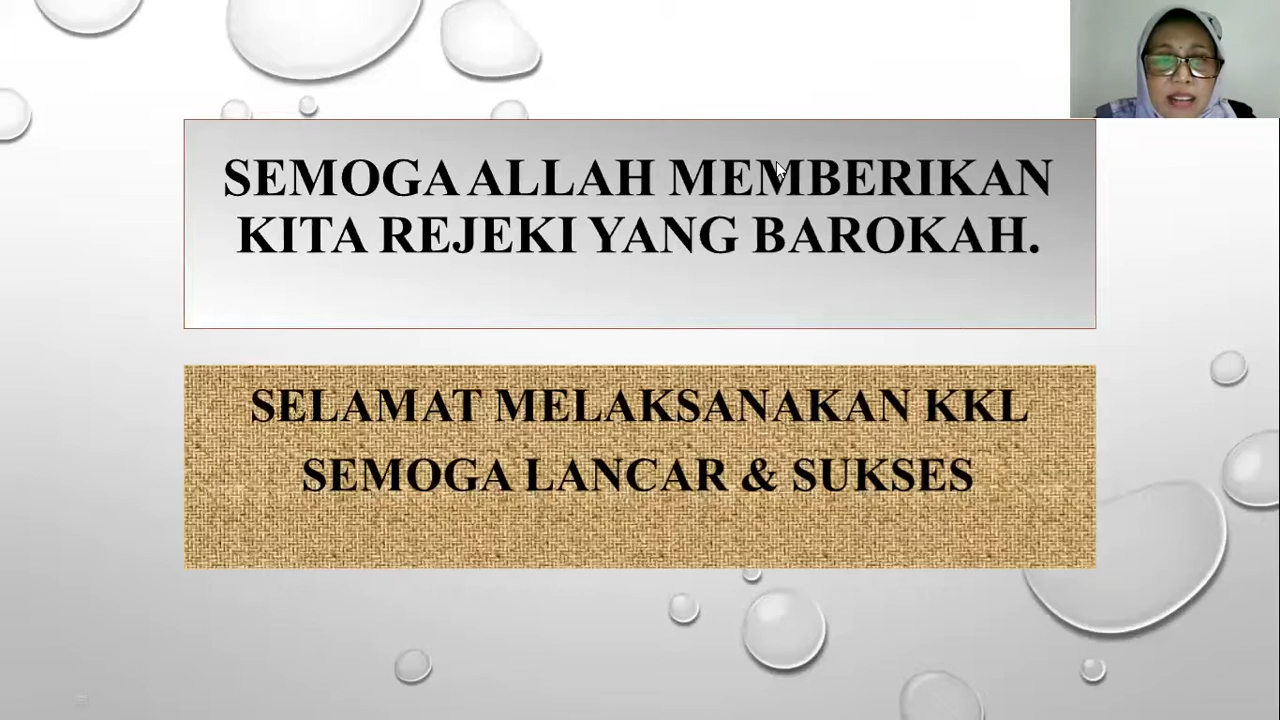 SEMOGA ALLAH MEMBERIKAN
KITA REJEKI YANG BAROKAH.
SELAMAT MELAKSANAKAN KKL
SEMOGA LANCAR & SUKSES